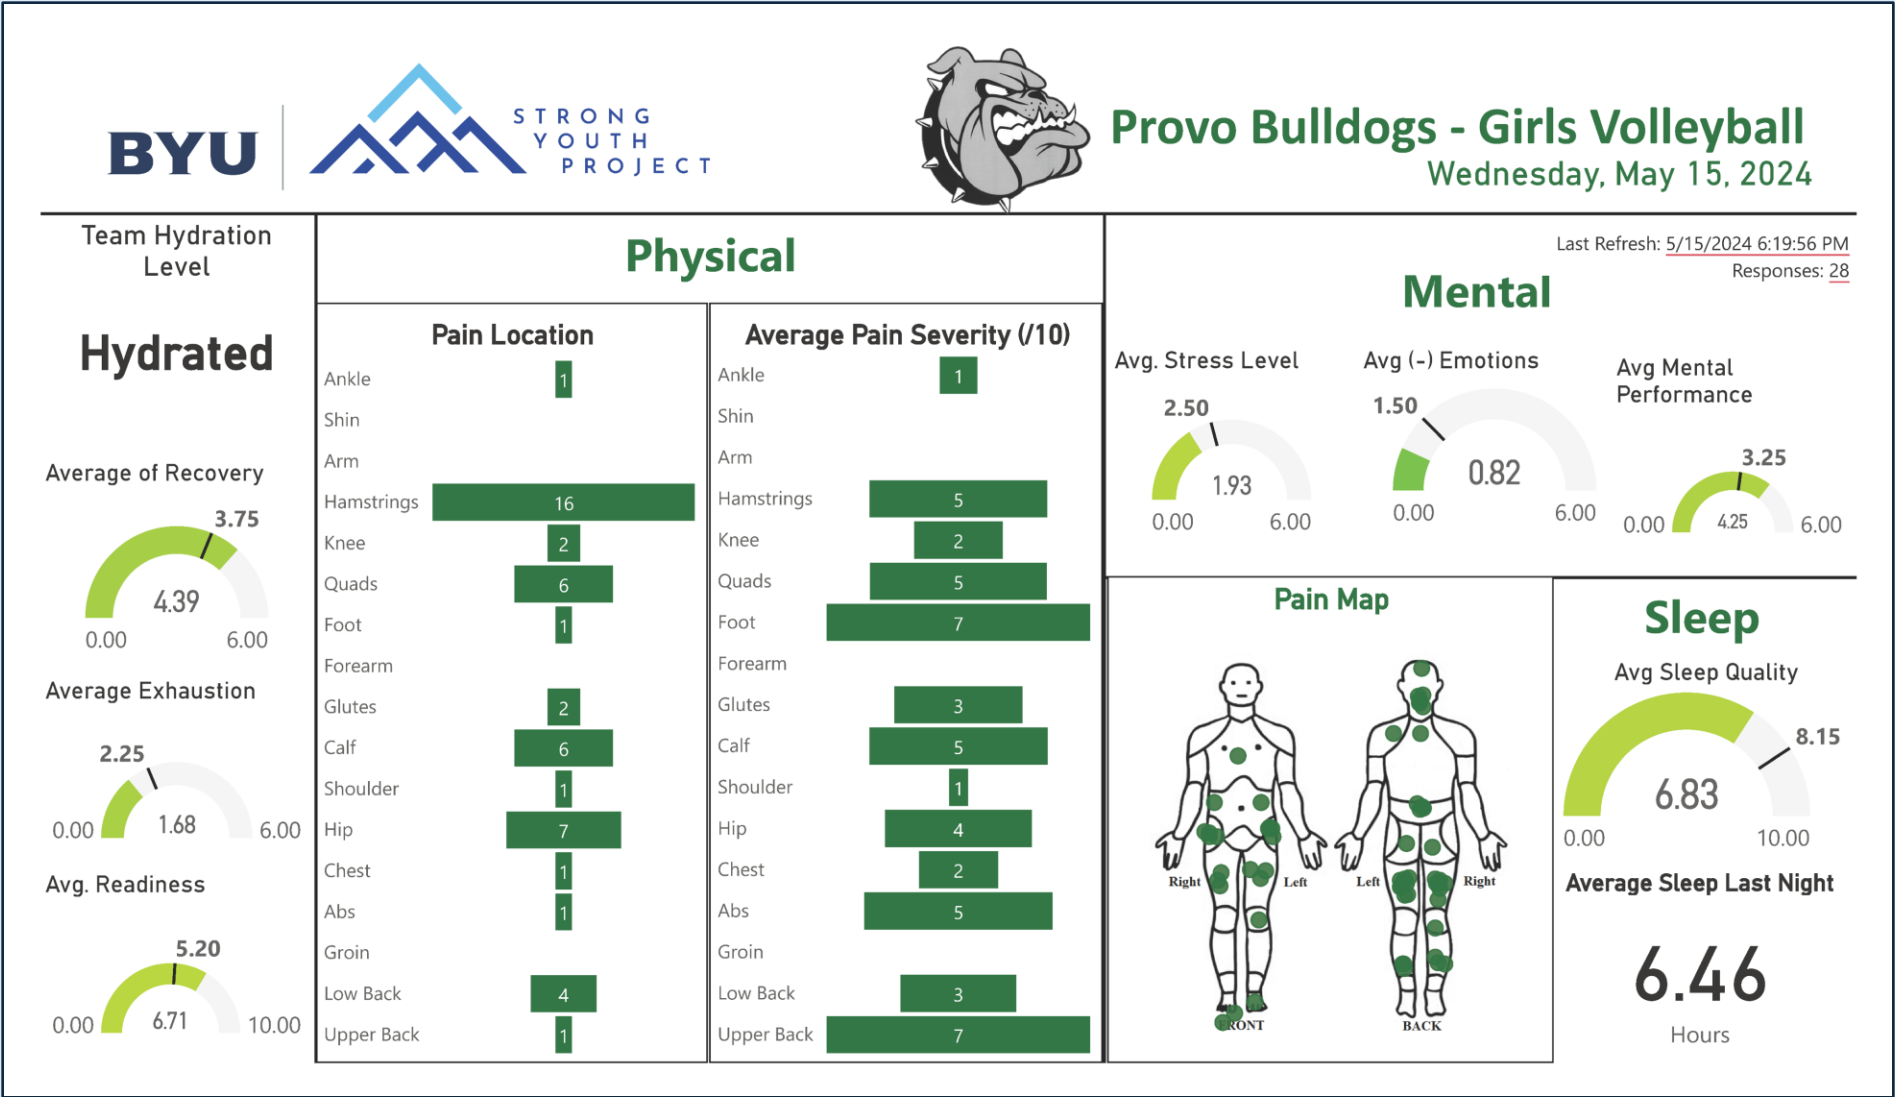 BYU
STRONG
YOUTH
PROJECT
Provo Bulldogs - Girls Volleyball
Wednesday, May 15, 2024
Team Hydration
Level
Hydrated
Average of Recovery
3.75
4.39
0.00
6.00
Average Exhaustion
2.25
0.00
1.68
6.00
Avg. Readiness
5.20
0.00
6.71
10.00
Physical
Pain Location
Ankle 1
Shin
Arm
Hamstrings 16
Knee 2
Quads 6
Foot 1
Forearm
Glutes 2
Calf 6
Shoulder 1
Hip 7
Chest 1
Abs 1
Groin
Low Back 4
Upper Back 1
Average Pain Severity (/10)
Ankle 1
Shin
Arm
Hamstrings 5
Knee 2
Quads 5
Foot 7
Forearm
Glutes 3
Calf 5
Shoulder 1
Hip 4
Chest 2
Abs 5
Groin
Low Back 3
Upper Back 7
Last Refresh: 5/15/2024 6:19:56 PM
Responses: 28
Mental
Avg. Stress Level
2.50
1.93
0.00
6.00
Avg (-) Emotions
1.50
0.82
0.00
6.00
Avg Mental
Performance
3.25
0.00
4.25
6.00
Pain Map
Right
Left
Left
Right
FRONT
BACK
Sleep
Avg Sleep Quality
8.15
6.83
0.00
10.00
Average Sleep Last Night
6.46
Hours